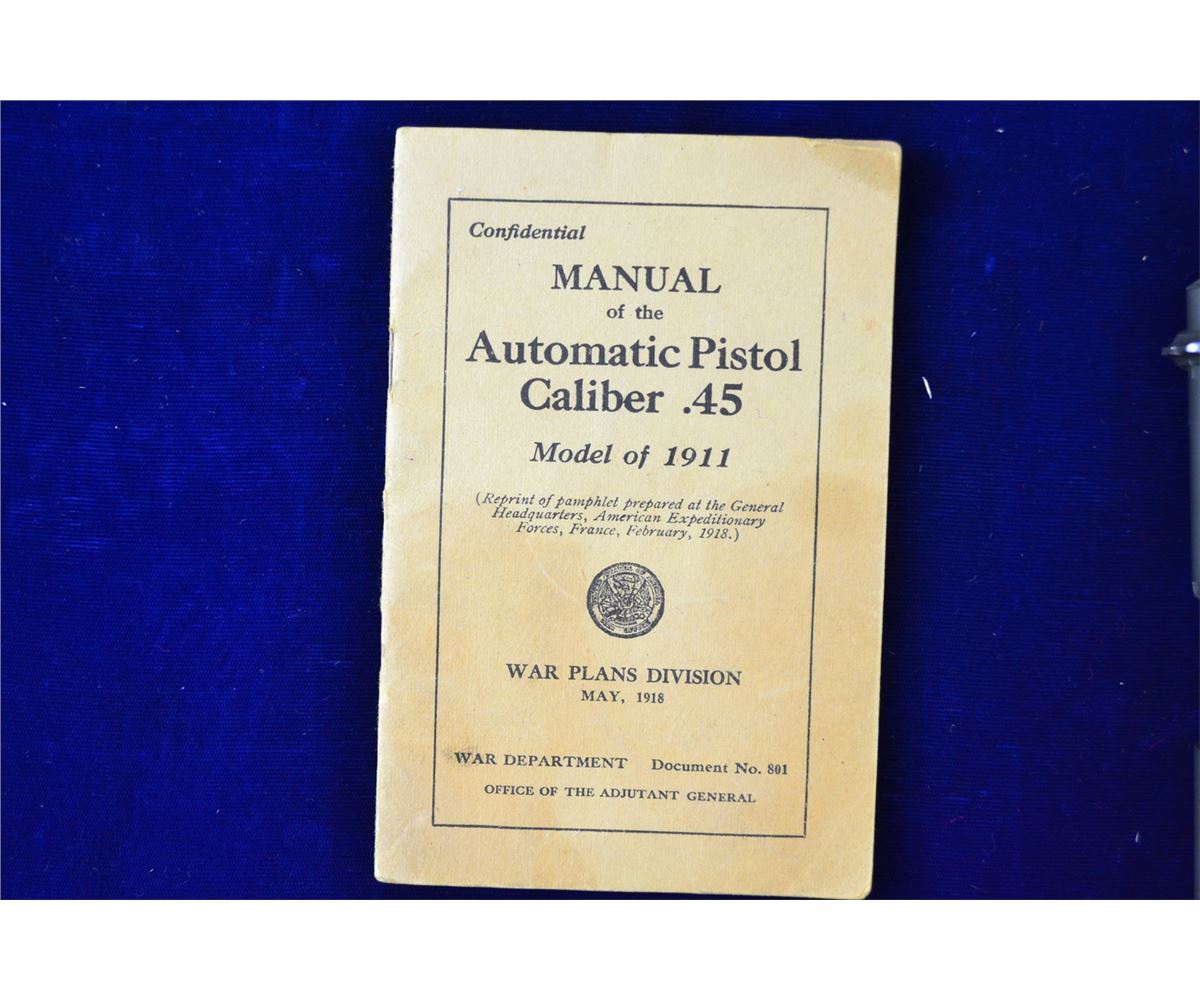 Confidential
MANUAL
of the
Automatic Pistol
Caliber .45
Model of 1911
(Reprint of pamphlet prepared at the General
Headquarters, American Expeditionary
Forces, France, February, 1918.)
WAR PLANS DIVISION
MAY, 1918
WAR DEPARTMENT Document No. 801
OFFICE OF THE ADJUTANT GENERAL